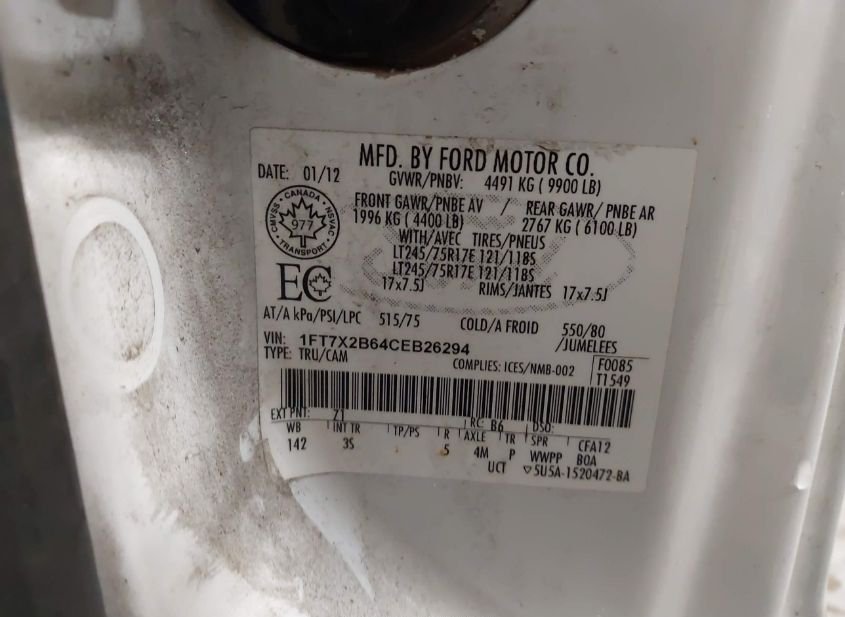 MFD. BY FORD MOTOR CO.
DATE: 01/12
GVWR/PNBV: 4491 KG ( 9900 LB)
FRONT GAWR/PNBE AV / REAR GAWR/ PNBE AR
1996 KG ( 4400 LB) 2767 KG ( 6100 LB)
WITH/AVEC TIRES/PNEUS
LT245/75R17E 121/118S
LT245/75R17E 121/118S
17x7.5J RIMS/JANTES 17x7.5J
CANADA
CMVSS NSVAC
977
TRANSPORT
EC
AT/A kPa/PSI/LPC 515/75 COLD/A FROID 550/80
/JUMELEES
VIN: 1FT7X2B64CEB26294
TYPE: TRU/CAM
COMPLIES: ICES/NMB-002
F0085
T1549
EXT PNT: Z1 RC: B6 DSO:
WB INT TR TP/PS R AXLE TR SPR CFA12
142 3S 5 4M P WWPP BOA
UCT 5U5A-1520472-BA